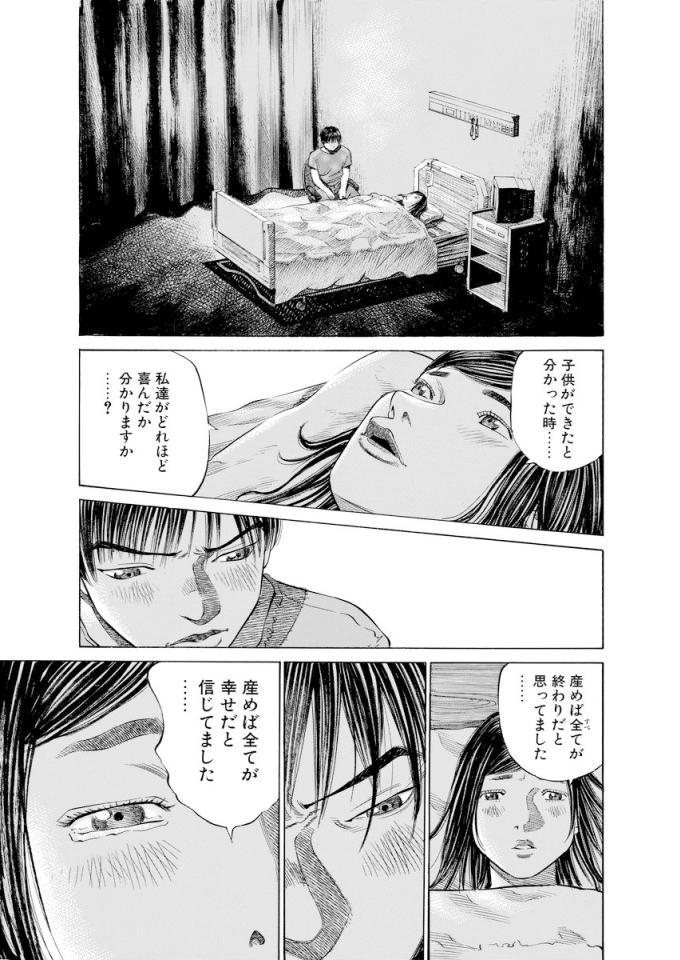 子供ができたと
分かった時……
私達がどれほど
喜んだか
分かりますか
……？
産めば全てが
すべ
終わりだと
思ってました
……
産めば全てが
幸せだと
信じてました
……